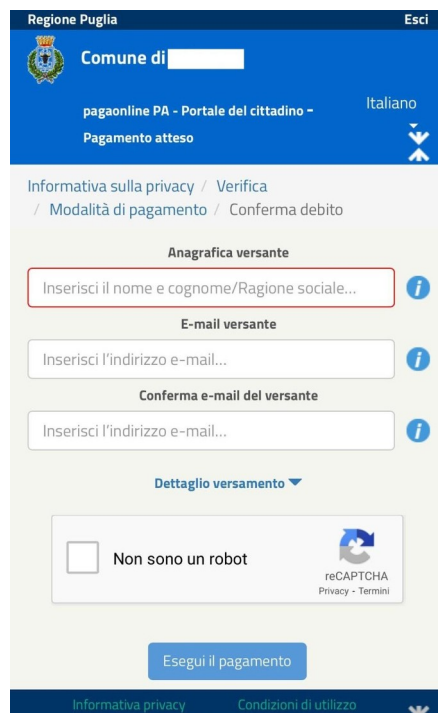 Regione Puglia Esci
Comune di
Italiano
pagaonline PA - Portale del cittadino -
Pagamento atteso
Informativa sulla privacy / Verifica
/ Modalità di pagamento / Conferma debito
Anagrafica versante
Inserisci il nome e cognome/Ragione sociale...
E-mail versante
Inserisci l'indirizzo e-mail...
Conferma e-mail del versante
Inserisci l'indirizzo e-mail...
Dettaglio versamento
Non sono un robot
reCAPTCHA
Privacy - Termini
Esegui il pagamento
Informativa privacy Condizioni di utilizzo